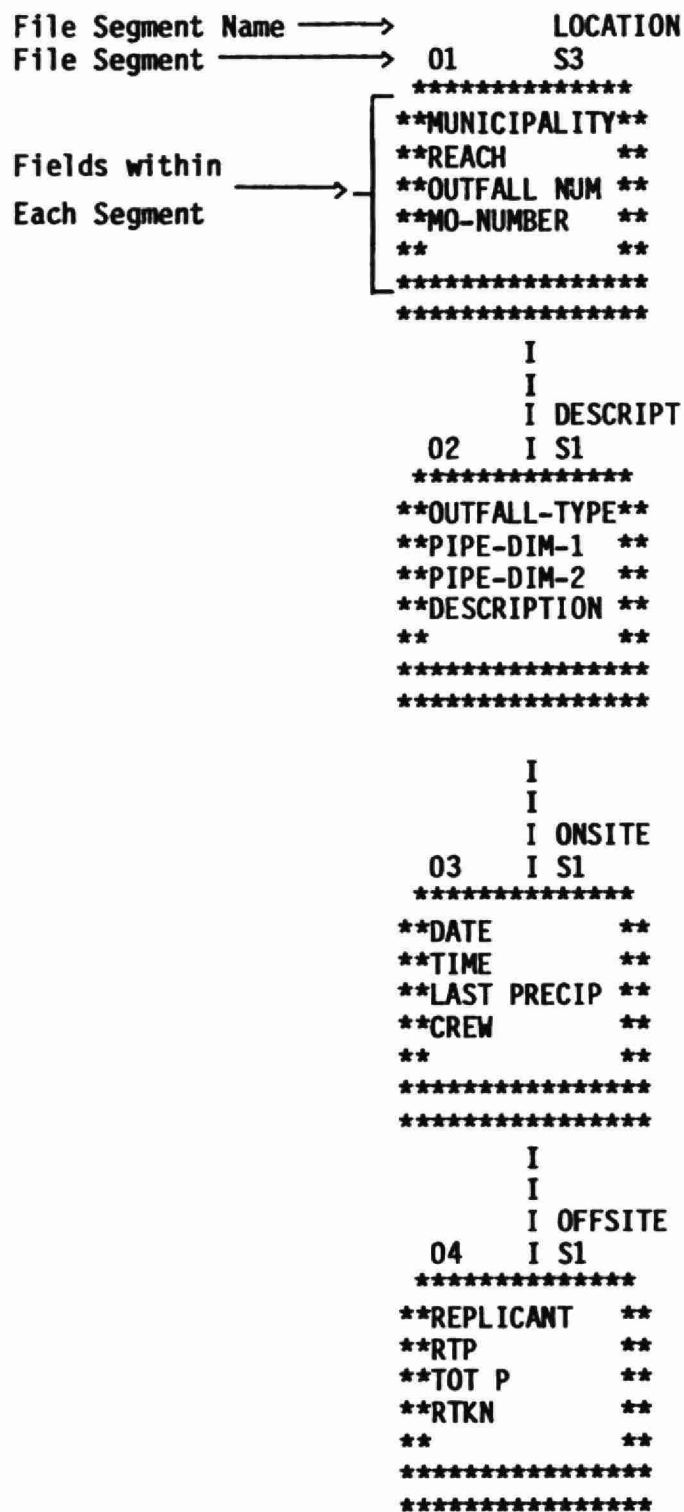 File Segment Name ⟶ LOCATION
File Segment ⟶ 01 S3
**************
**MUNICIPALITY**
**REACH **
Fields within
**OUTFALL NUM **
Each Segment
**MO-NUMBER **
** **
****************
****************
I
I
I DESCRIPT
02 I S1
**************
**OUTFALL-TYPE**
**PIPE-DIM-1 **
**PIPE-DIM-2 **
**DESCRIPTION **
** **
****************
****************
I
I
I ONSITE
03 I S1
**************
**DATE **
**TIME **
**LAST PRECIP **
**CREW **
** **
****************
****************
I
I
I OFFSITE
04 I S1
**************
**REPLICANT **
**RTP **
**TOT P **
**RTKN **
** **
****************
****************